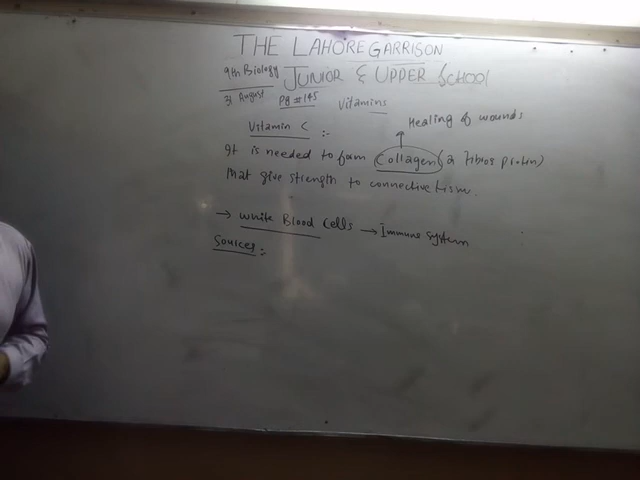 THE LAHORE GARRISON
9th Biology JUNIOR & UPPER SCHOOL
31 August Pg # 145 Vitamins
Healing of wounds
Vitamin C :-
It is needed to form Collagen (a fibros protein)
that give strength to connective tissue.
→ White Blood Cells → Immune system
Sources :